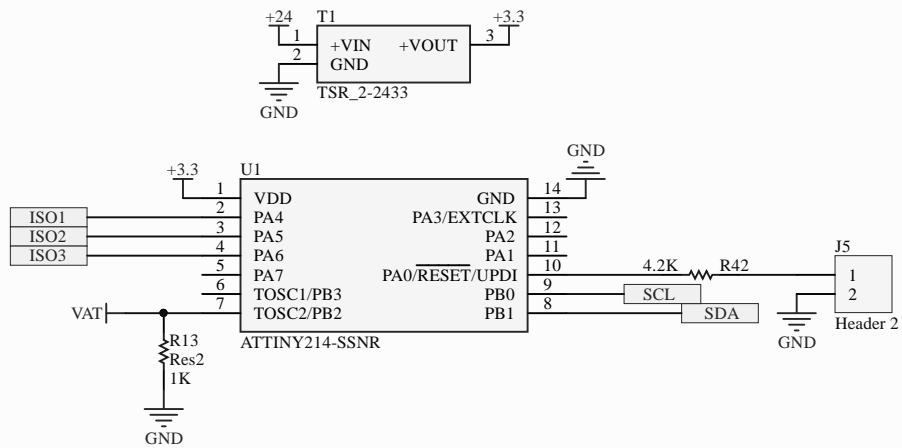 +24
T1
+3.3
1
+VIN
+VOUT
3
2
GND
GND
TSR_2-2433
GND
+3.3
U1
1
VDD
GND
14
ISO1
2
PA4
PA3/EXTCLK
13
ISO2
3
PA5
PA2
12
ISO3
4
PA6
PA1
11
5
PA7
PA0/RESET/UPDI
10
4.2K
R42
J5
1
6
TOSC1/PB3
PB0
9
SCL
2
VAT
7
TOSC2/PB2
PB1
8
SDA
GND
Header 2
R13
Res2
1K
ATTINY214-SSNR
GND